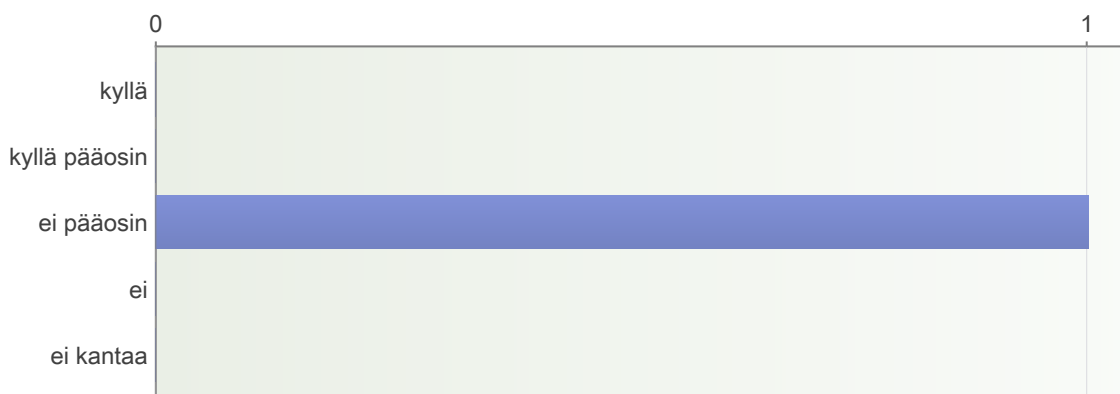 0 1
kyllä
kyllä pääosin
ei pääosin
ei
ei kantaa